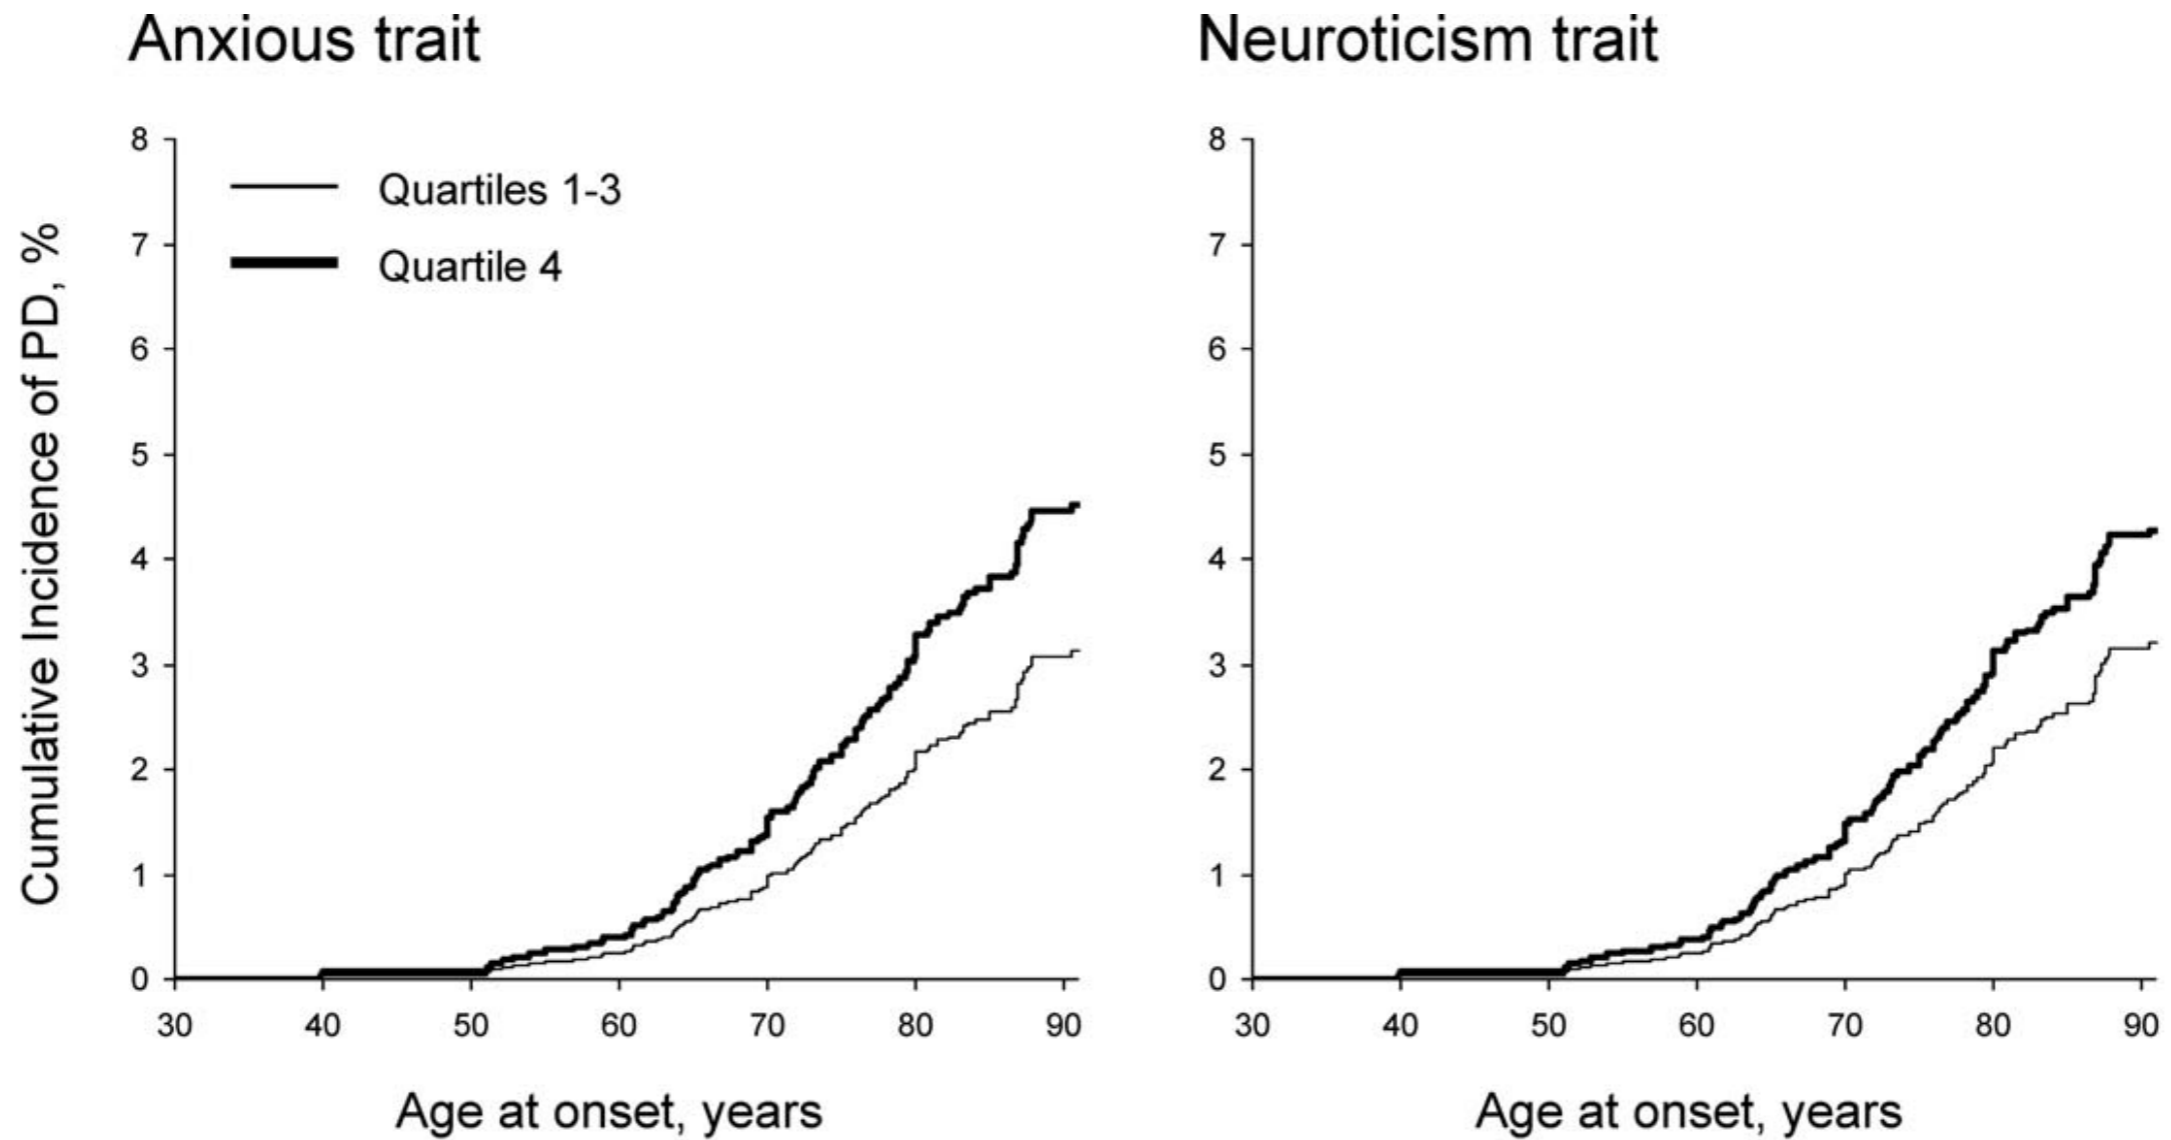 Anxious trait
Neuroticism trait
Cumulative Incidence of PD, %
8
7
6
5
4
3
2
1
0
Quartiles 1-3
Quartile 4
30 40 50 60 70 80 90
Age at onset, years
8
7
6
5
4
3
2
1
0
30 40 50 60 70 80 90
Age at onset, years